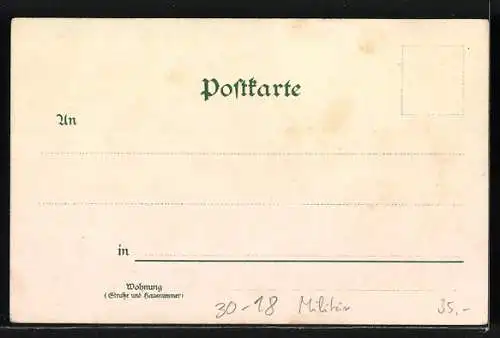 Poſtkarte
An
in
Wohnung
(Straße und Hausnummer)
30-18 Militär 35.-